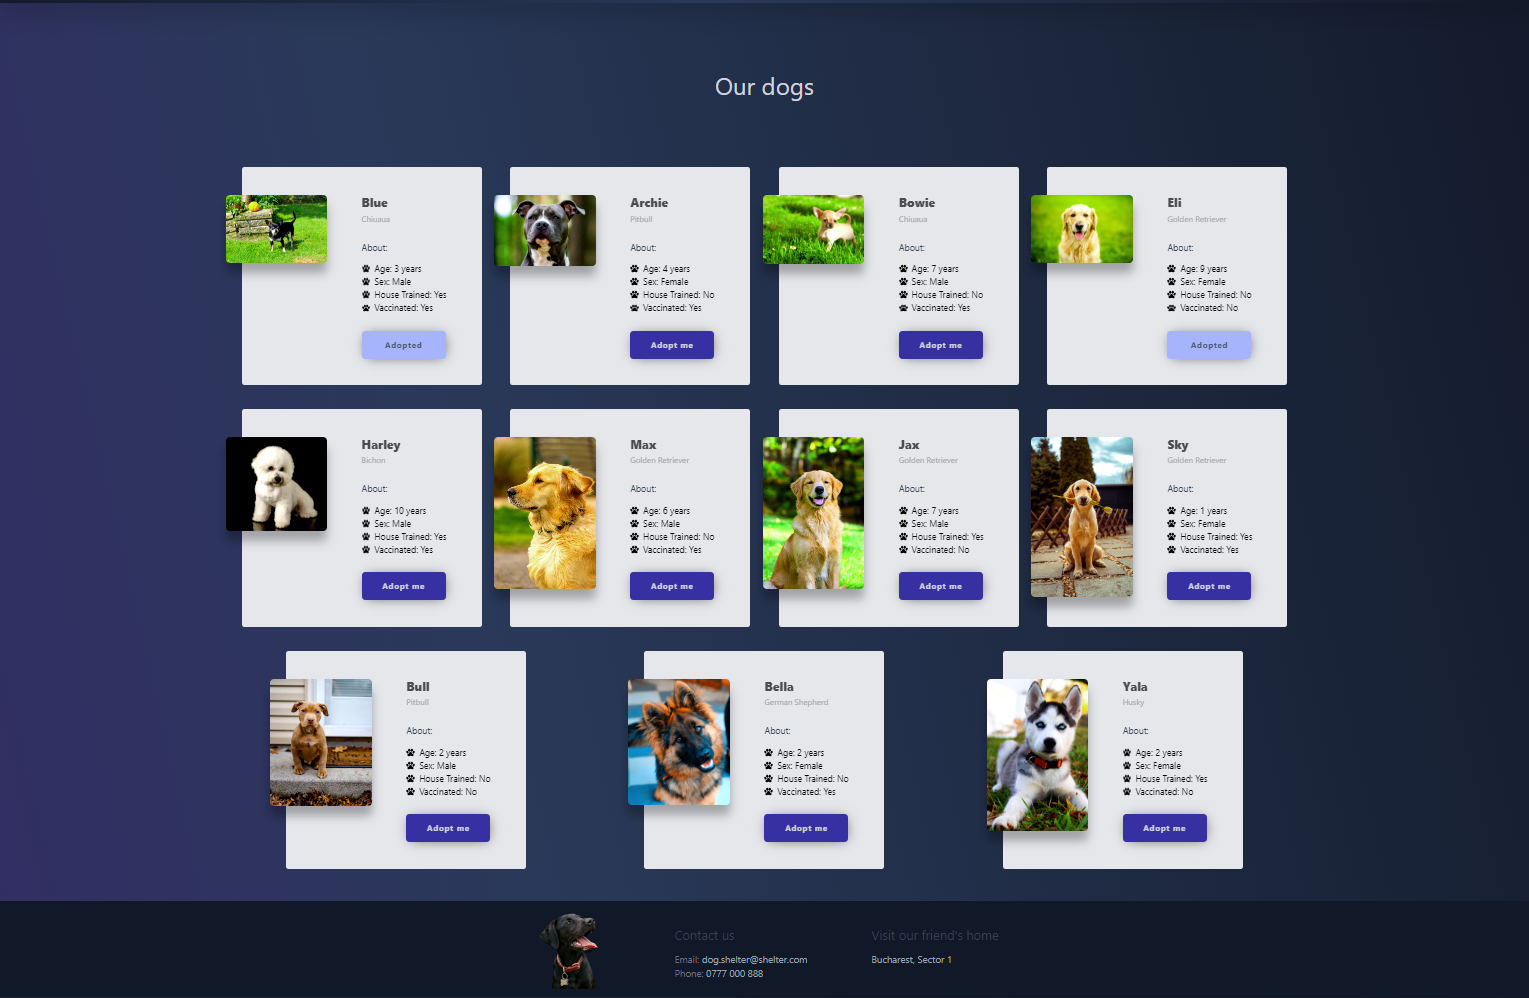 Our dogs
Blue
Chiuaua
About:
Age: 3 years
Sex: Male
House Trained: Yes
Vaccinated: Yes
Adopted
Archie
Pitbull
About:
Age: 4 years
Sex: Female
House Trained: No
Vaccinated: Yes
Adopt me
Bowie
Chiuaua
About:
Age: 7 years
Sex: Male
House Trained: No
Vaccinated: Yes
Adopt me
Eli
Golden Retriever
About:
Age: 9 years
Sex: Female
House Trained: No
Vaccinated: No
Adopted
Harley
Bichon
About:
Age: 10 years
Sex: Male
House Trained: Yes
Vaccinated: Yes
Adopt me
Max
Golden Retriever
About:
Age: 6 years
Sex: Male
House Trained: No
Vaccinated: Yes
Adopt me
Jax
Golden Retriever
About:
Age: 7 years
Sex: Male
House Trained: Yes
Vaccinated: No
Adopt me
Sky
Golden Retriever
About:
Age: 1 years
Sex: Female
House Trained: Yes
Vaccinated: Yes
Adopt me
Bull
Pitbull
About:
Age: 2 years
Sex: Male
House Trained: No
Vaccinated: No
Adopt me
Bella
German Shepherd
About:
Age: 2 years
Sex: Female
House Trained: No
Vaccinated: Yes
Adopt me
Yala
Husky
About:
Age: 2 years
Sex: Female
House Trained: Yes
Vaccinated: No
Adopt me
Contact us
Email: dog.shelter@shelter.com
Phone: 0777 000 888
Visit our friend's home
Bucharest, Sector 1